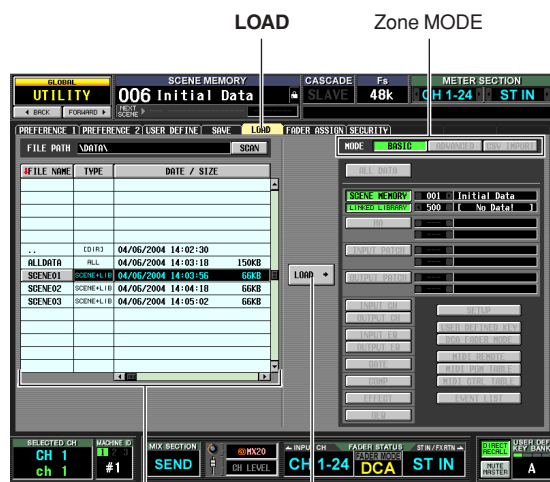 LOAD Zone MODE
GLOBAL
UTILITY
BACK FORWARD
SCENE MEMORY
006 Initial Data
NEXT SCENE
CASCADE
SLAVE
Fs
48k
METER SECTION
CH 1-24 ST IN
PREFERENCE 1 PREFERENCE 2 USER DEFINE SAVE LOAD FADER ASSIGN SECURITY
FILE PATH \DATA\ SCAN
MODE BASIC ADVANCED CSV IMPORT
FILE NAME TYPE DATE / SIZE
.. [DIR] 04/06/2004 14:02:30
ALLDATA ALL 04/06/2004 14:03:18 150KB
SCENE01 SCENE+LIB 04/06/2004 14:03:56 66KB
SCENE02 SCENE+LIB 04/06/2004 14:04:18 66KB
SCENE03 SCENE+LIB 04/06/2004 14:05:02 66KB
LOAD
ALL DATA
SCENE MEMORY 001 Initial Data
LINKED LIBRARY 500 [ No Data! ]
HA
INPUT PATCH
OUTPUT PATCH
INPUT CH
OUTPUT CH
INPUT EQ
OUTPUT EQ
GATE
COMP
EFFECT
GEQ
SETUP
USER DEFINED KEY
DCA FADER MODE
MIDI REMOTE
MIDI PGM TABLE
MIDI CTRL TABLE
EVENT LIST
SELECTED CH
CH 1
ch 1
MACHINE ID
1 2 3
#1
MIX SECTION
SEND
MX20
CH LEVEL
INPUT CH
CH 1-24
FADER STATUS
FADER MODE
DCA
ST IN/FX RTN
ST IN
DIRECT RECALL
MUTE MASTER
USER DEF
KEY BANK
A